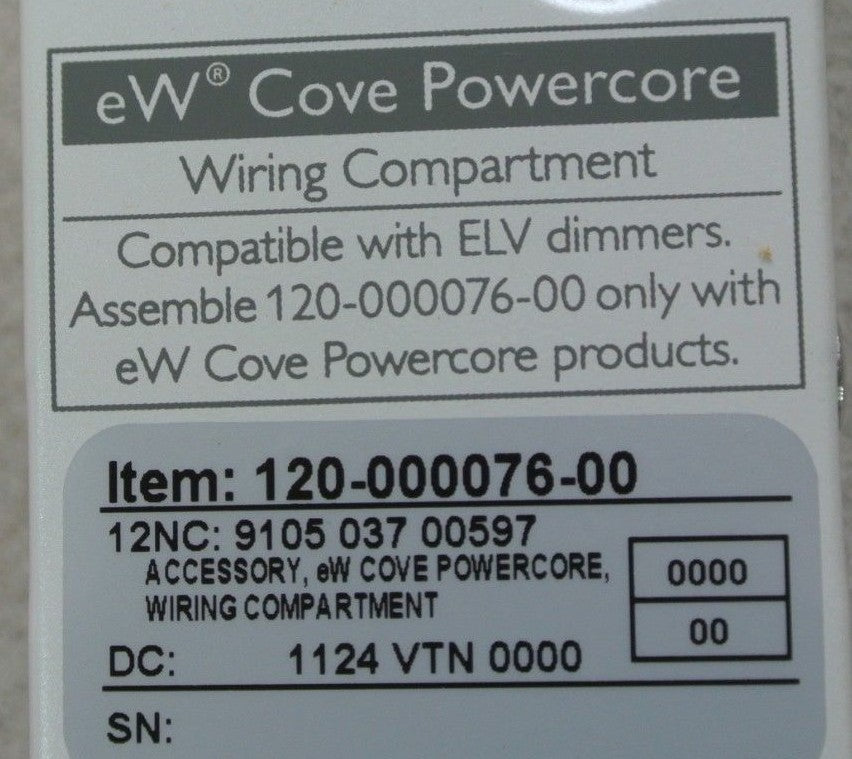 eW® Cove Powercore
Wiring Compartment
Compatible with ELV dimmers.
Assemble 120-000076-00 only with
eW Cove Powercore products.
Item: 120-000076-00
12NC: 9105 037 00597
ACCESSORY, eW COVE POWERCORE,
WIRING COMPARTMENT
0000
00
DC: 1124 VTN 0000
SN: